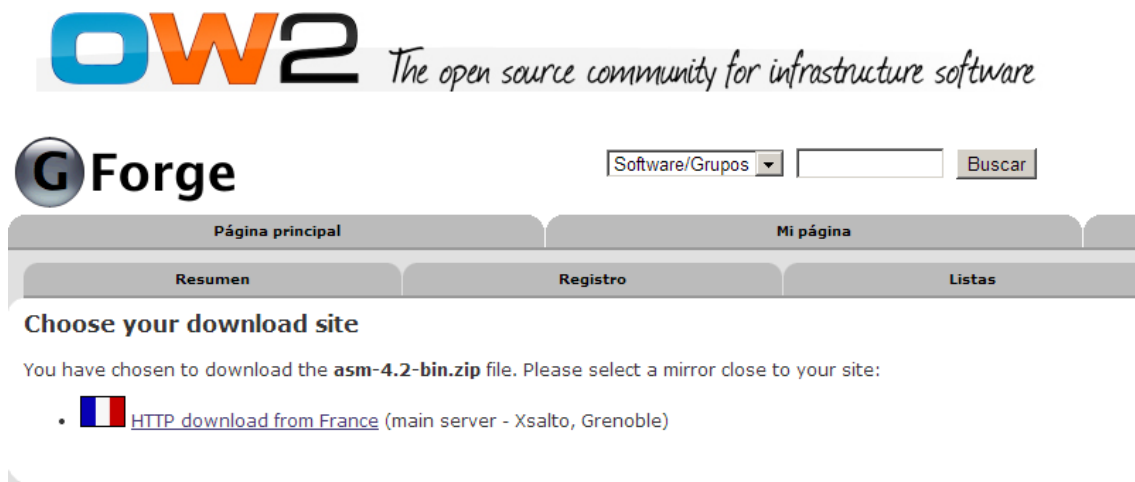 OW2 The open source community for infrastructure software
G Forge
Software/Grupos Buscar
Página principal Mi página
Resumen Registro Listas
Choose your download site
You have chosen to download the asm-4.2-bin.zip file. Please select a mirror close to your site:
• HTTP download from France (main server - Xsalto, Grenoble)